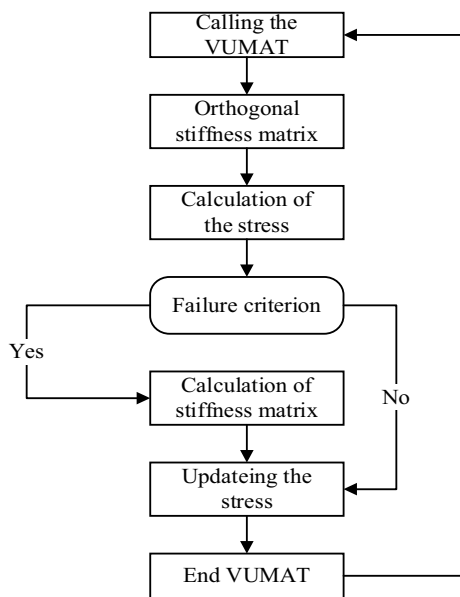 Calling the
VUMAT
Orthogonal
stiffness matrix
Calculation of
the stress
Failure criterion
Yes
Calculation of
stiffness matrix
No
Updateing the
stress
End VUMAT